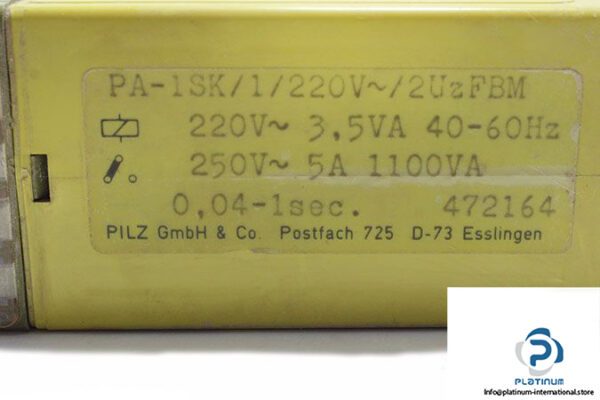 PA-1SK/1/220V~/2UzFBM
220V~ 3,5VA 40-60Hz
250V~ 5A 1100VA
0,04-1sec. 472164
PILZ GmbH & Co. Postfach 725 D-73 Esslingen
PLATINUM
Info@platinum-international.store